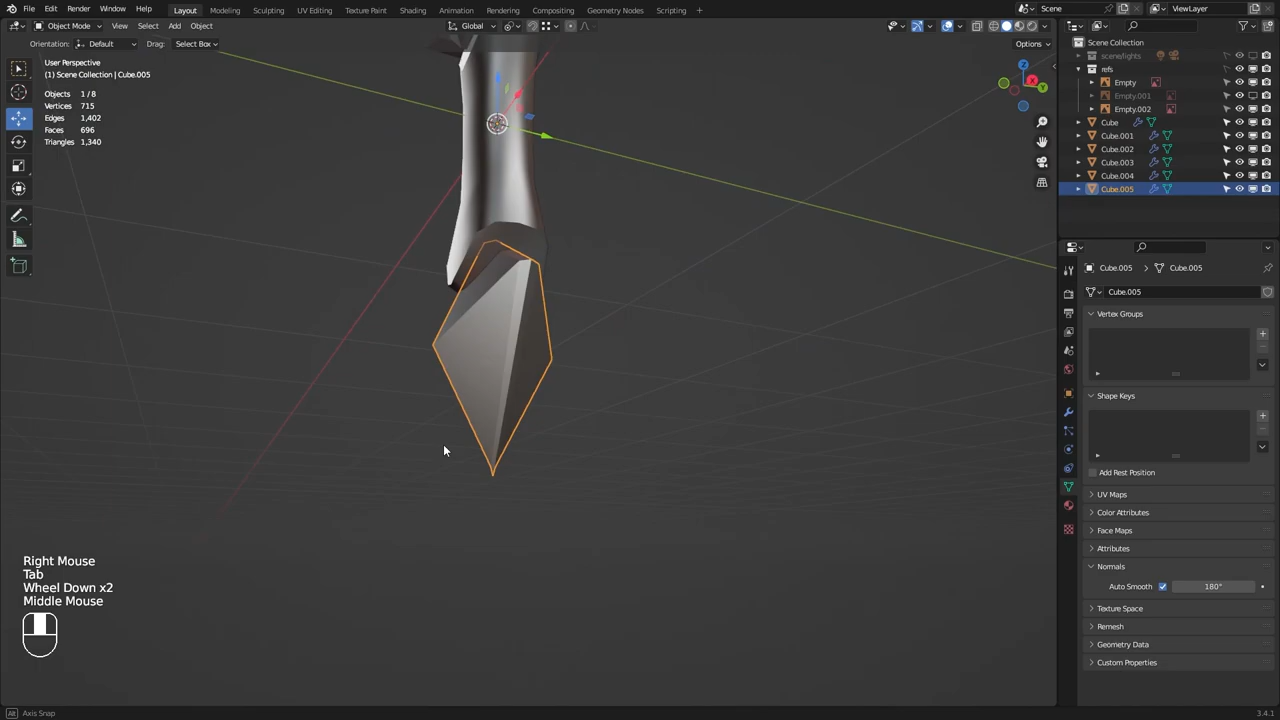 File Edit Render Window Help Layout Modeling Sculpting UV Editing Texture Paint Shading Animation Rendering Compositing Geometry Nodes Scripting Scene ViewLayer
Object Mode View Select Add Object Global
Orientation: Default Drag: Select Box Options
User Perspective
(1) Scene Collection | Cube.005
Objects 1/8
Vertices 715
Edges 1,402
Faces 696
Triangles 1,340
X
Y
Z
Scene Collection
scene/lights
refs
Empty
Empty.001
Empty.002
Cube
Cube.001
Cube.002
Cube.003
Cube.004
Cube.005
Cube.005 Cube.005
Cube.005
Vertex Groups
Shape Keys
Add Rest Position
UV Maps
Color Attributes
Face Maps
Attributes
Normals
Auto Smooth 180°
Texture Space
Remesh
Geometry Data
Custom Properties
Right Mouse
Tab
Wheel Down x2
Middle Mouse
Alt Axis Snap 3.4.1